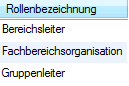 Rollenbezeichnung
Bereichsleiter
Fachbereichsorganisation
Gruppenleiter